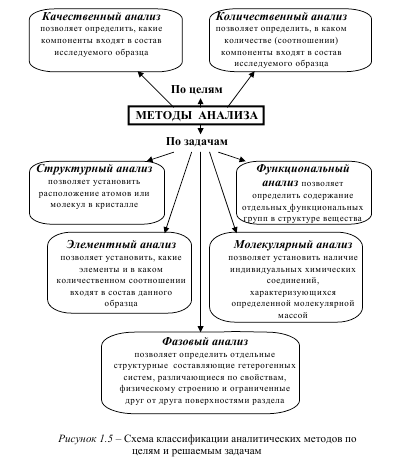 Качественный анализ
позволяет определить, какие
компоненты входят в состав
исследуемого образца
Количественный анализ
позволяет определить, в каком
количестве (соотношении)
компоненты входят в состав
исследуемого образца
По целям
МЕТОДЫ АНАЛИЗА
По задачам
Структурный анализ
позволяет установить
расположение атомов или
молекул в кристалле
Функциональный
анализ позволяет
определить содержание
отдельных функциональных
групп в структуре вещества
Элементный анализ
позволяет установить, какие
элементы и в каком
количественном соотношении
входят в состав данного
образца
Молекулярный анализ
позволяет установить наличие
индивидуальных химических
соединений,
характеризующихся
определенной молекулярной
массой
Фазовый анализ
позволяет определить отдельные
структурные составляющие гетерогенных
систем, различающиеся по свойствам,
физическому строению и ограниченные
друг от друга поверхностями раздела
Рисунок 1.5 – Схема классификации аналитических методов по
целям и решаемым задачам